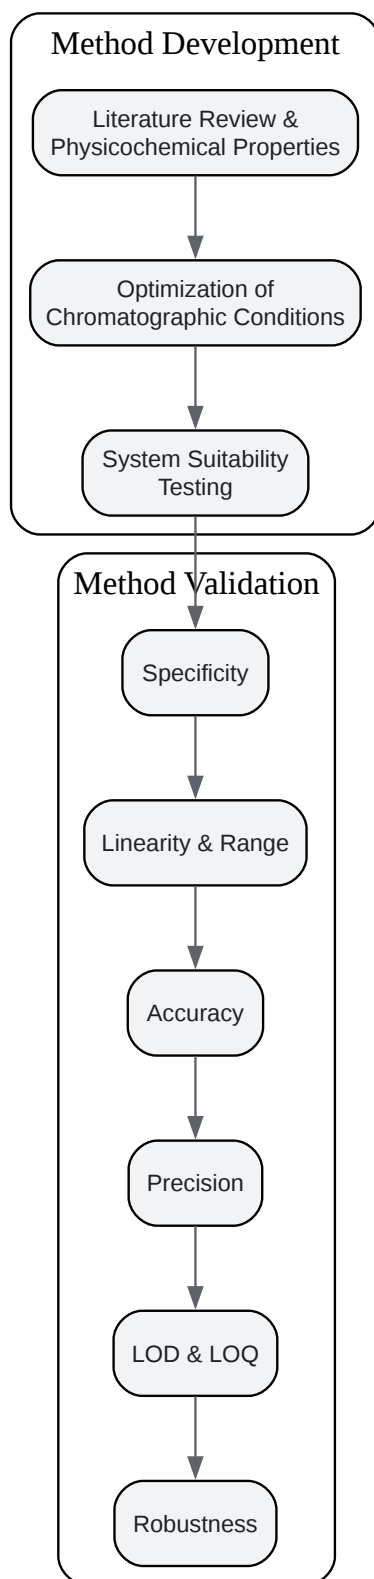 Method Development
Literature Review &
Physicochemical Properties
Optimization of
Chromatographic Conditions
System Suitability
Testing
Method Validation
Specificity
Linearity & Range
Accuracy
Precision
LOD & LOQ
Robustness